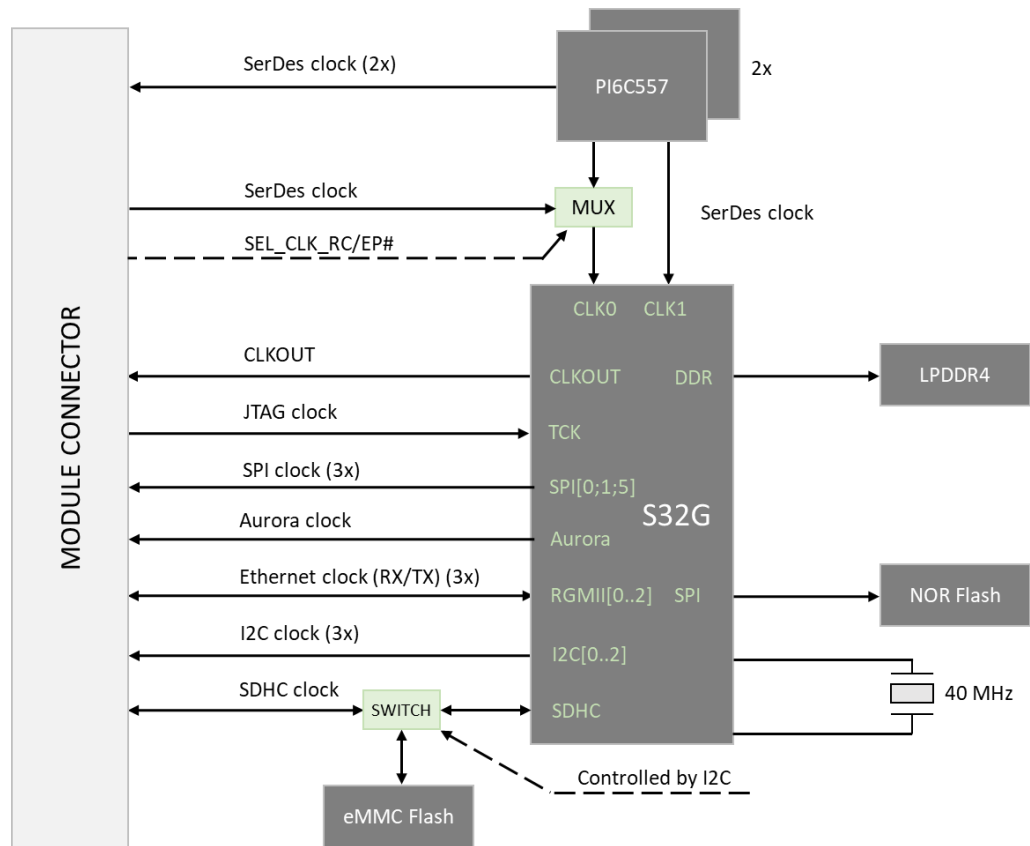 PI6C557
2x
SerDes clock (2x)
SerDes clock
MUX
SerDes clock
SEL_CLK_RC/EP#
MODULE CONNECTOR
CLK0 CLK1
CLKOUT
CLKOUT DDR
LPDDR4
JTAG clock
TCK
SPI clock (3x)
SPI[0;1;5]
S32G
Aurora clock
Aurora
Ethernet clock (RX/TX) (3x)
RGMII[0..2] SPI
NOR Flash
I2C clock (3x)
I2C[0..2]
SDHC clock
SWITCH
SDHC
40 MHz
Controlled by I2C
eMMC Flash